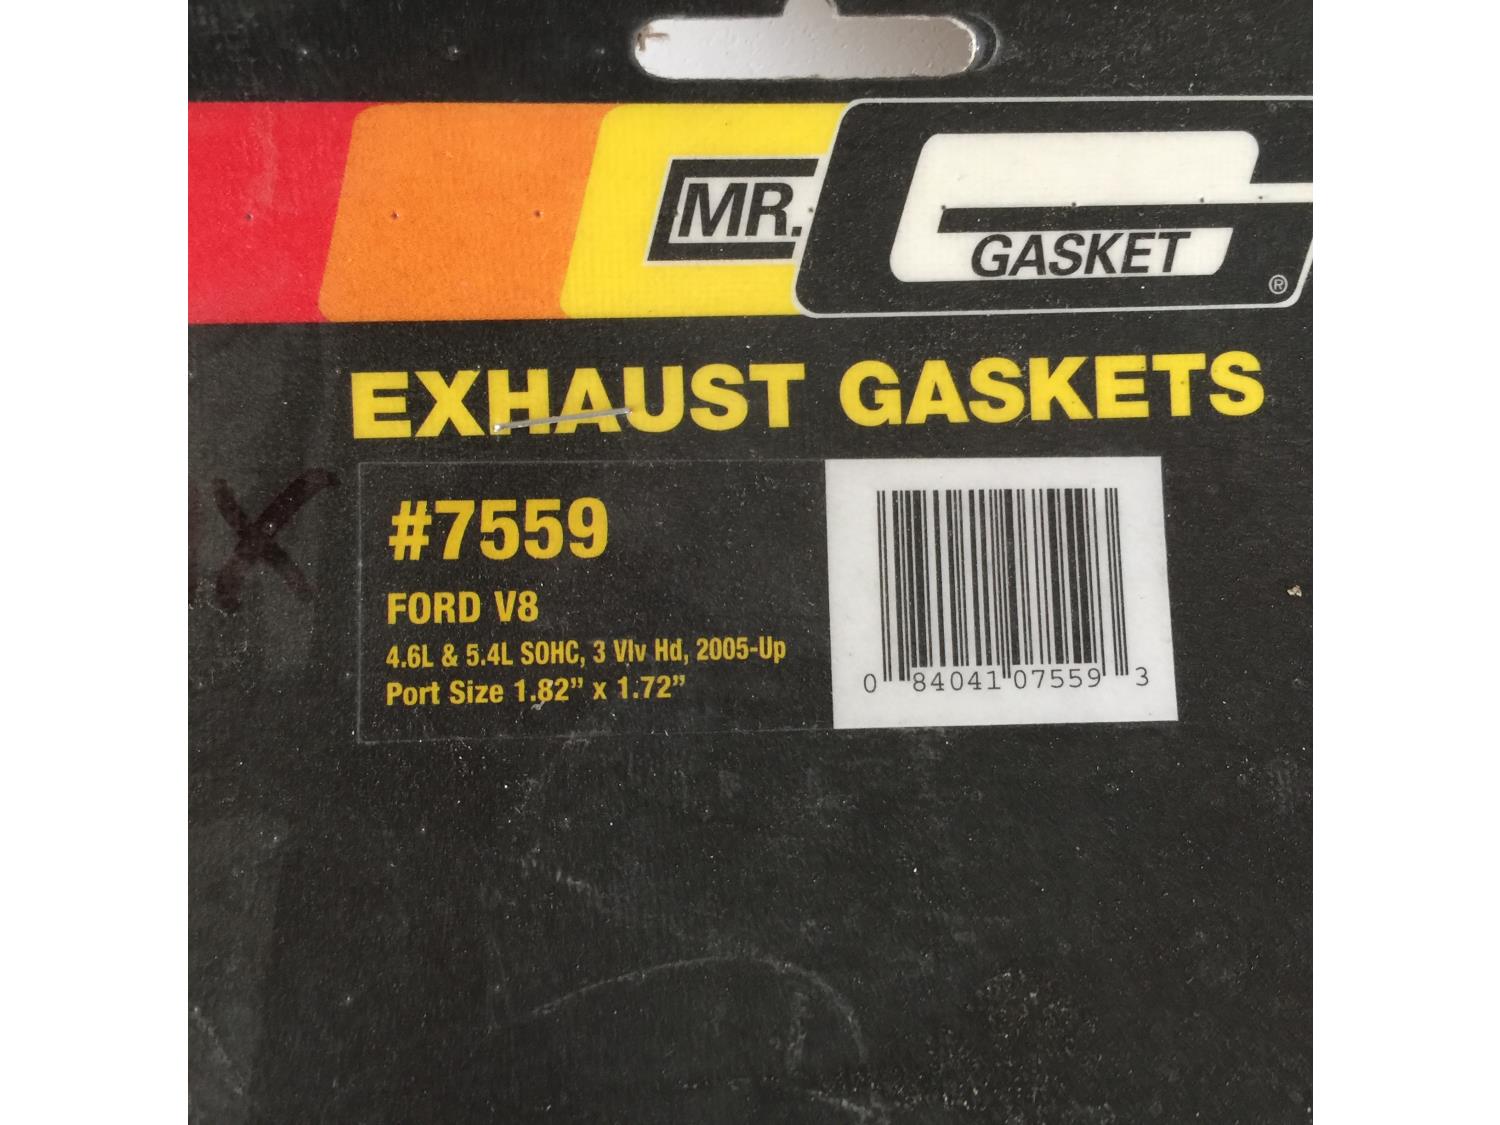 MR.
GASKET
®
EXHAUST GASKETS
#7559
FORD V8
4.6L & 5.4L SOHC, 3 Vlv Hd, 2005-Up
Port Size 1.82” x 1.72”
0 84041 07559 3
X